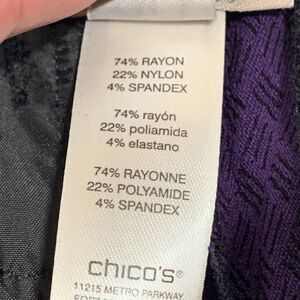 74% RAYON
22% NYLON
4% SPANDEX
74% rayón
22% poliamida
4% elastano
74% RAYONNE
22% POLYAMIDE
4% SPANDEX
chico's®
11215 METRO PARKWAY